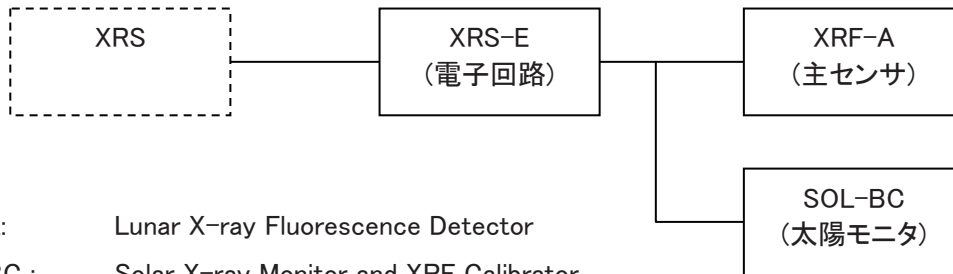 XRS
XRS-E
(電子回路)
XRF-A
(主センサ)
SOL-BC
(太陽モニタ)
: Lunar X-ray Fluorescence Detector
C : Solar X-ray Monitor and XRF Calibrator